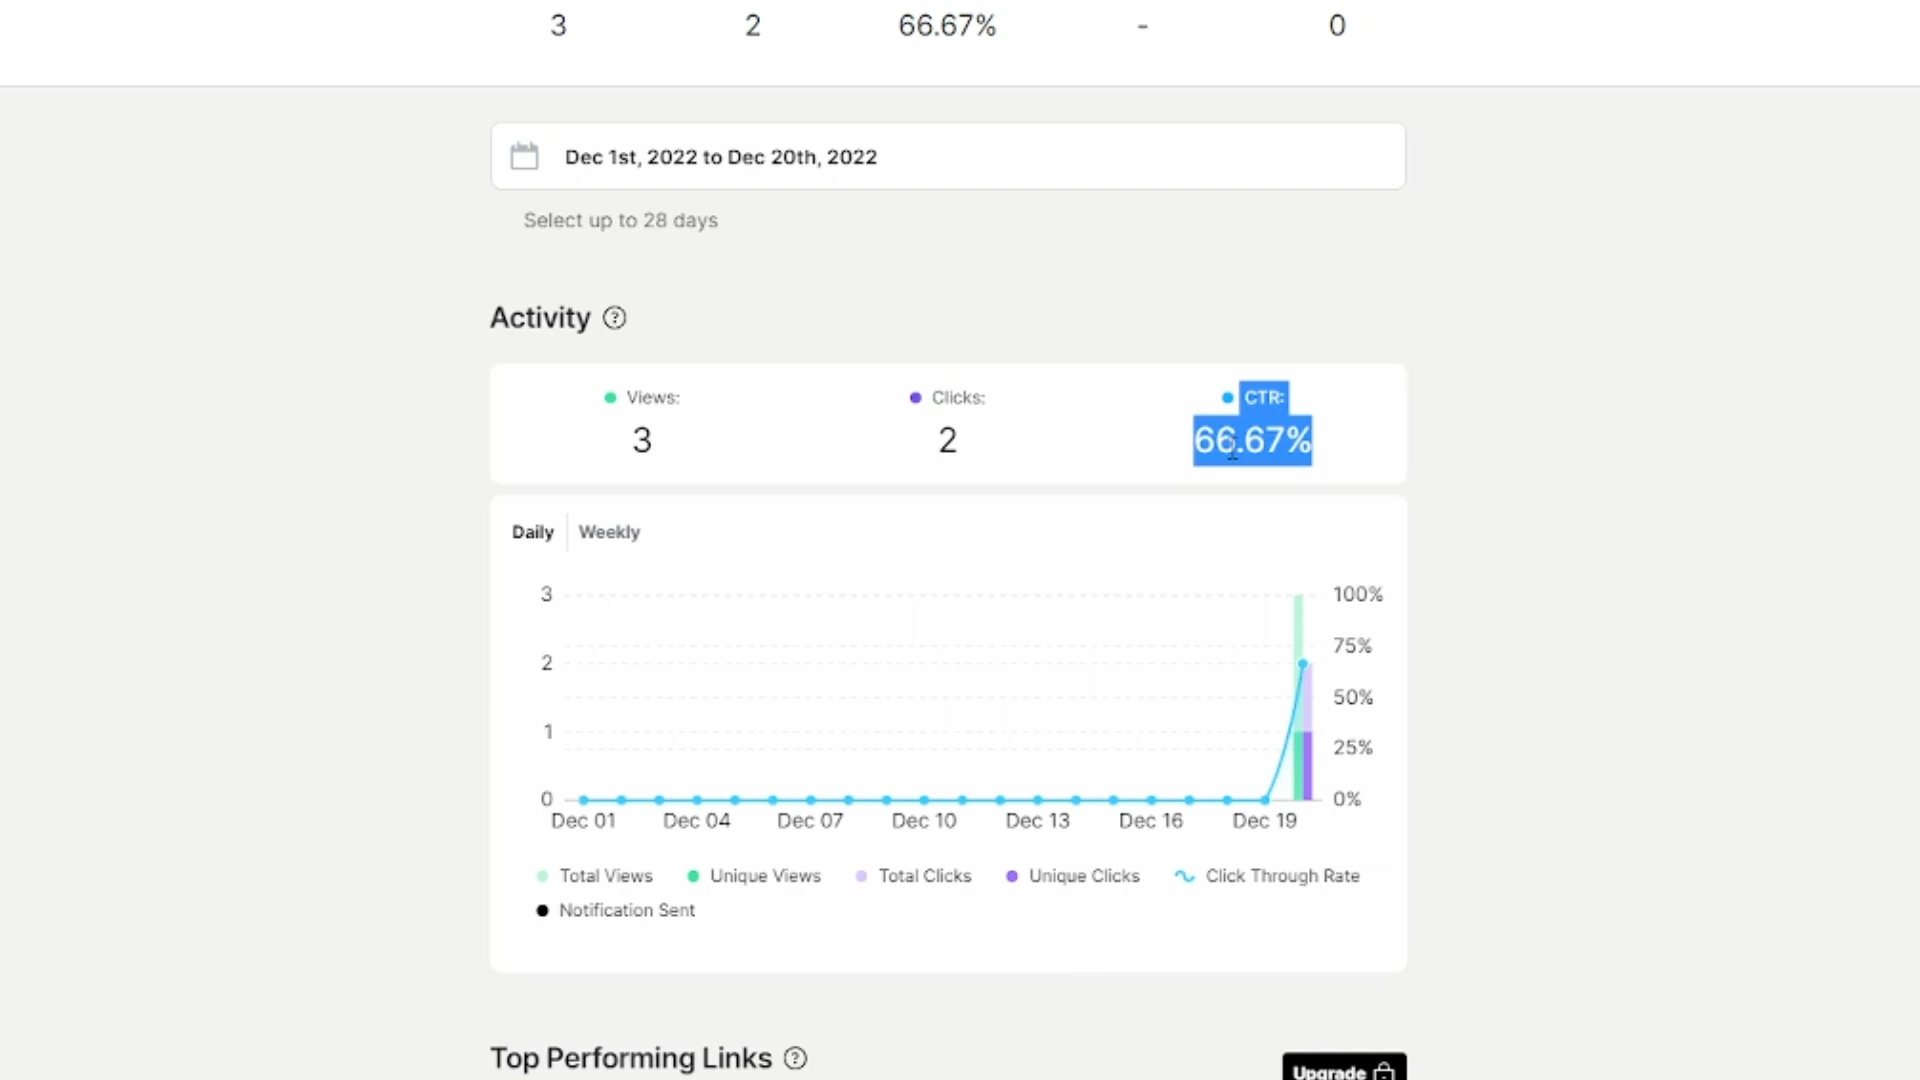 3 2 66.67% - 0
Dec 1st, 2022 to Dec 20th, 2022
Select up to 28 days
Activity ?
Views: Clicks: CTR:
3 2 66.67%
Daily Weekly
3 100%
75%
2
50%
1
25%
0 0%
Dec 01 Dec 04 Dec 07 Dec 10 Dec 13 Dec 16 Dec 19
Total Views Unique Views Total Clicks Unique Clicks Click Through Rate
Notification Sent
Top Performing Links ?
Upgrade